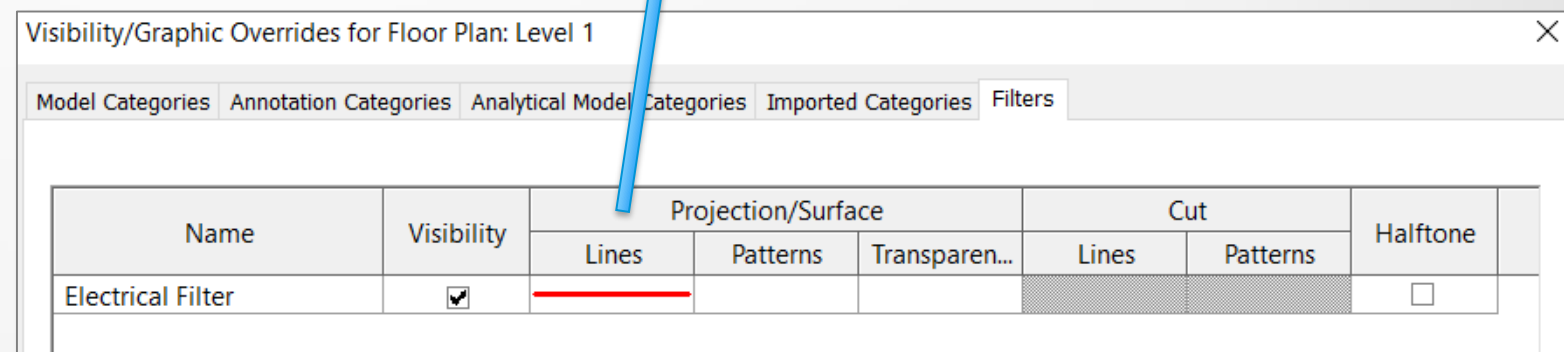 Visibility/Graphic Overrides for Floor Plan: Level 1
Model Categories Annotation Categories Analytical Model Categories Imported Categories Filters
Name Visibility Projection/Surface Cut Halftone
Lines Patterns Transparen... Lines Patterns
Electrical Filter